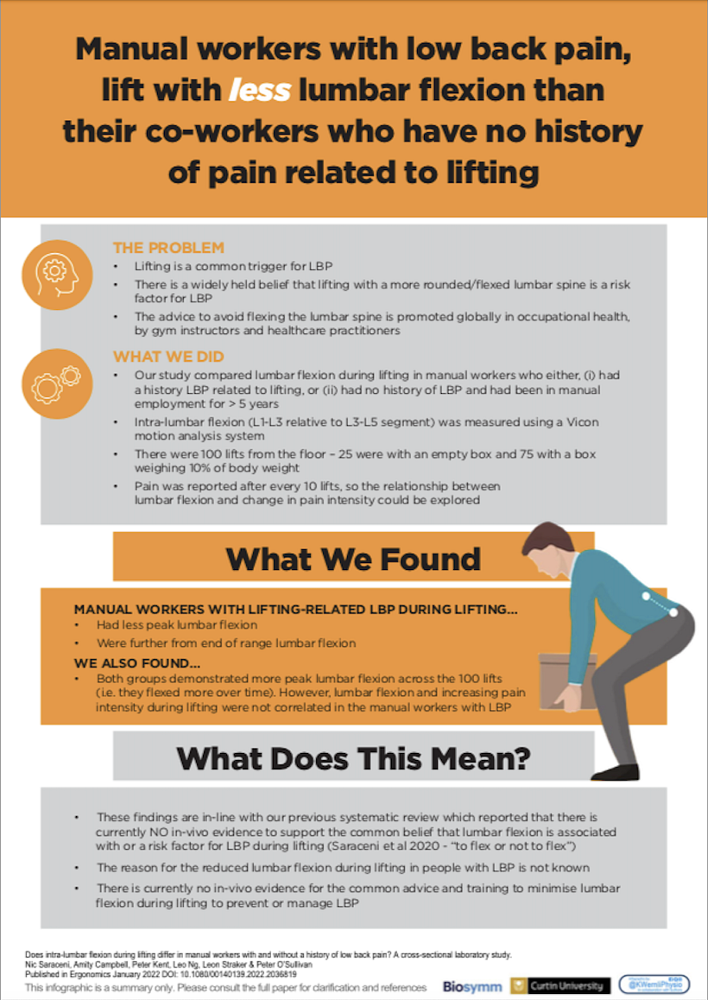 Manual workers with low back pain,
lift with less lumbar flexion than
their co-workers who have no history
of pain related to lifting
THE PROBLEM
• Lifting is a common trigger for LBP
• There is a widely held belief that lifting with a more rounded/flexed lumbar spine is a risk
factor for LBP
• The advice to avoid flexing the lumbar spine is promoted globally in occupational health,
by gym instructors and healthcare practitioners
WHAT WE DID
• Our study compared lumbar flexion during lifting in manual workers who either, (i) had
a history LBP related to lifting, or (ii) had no history of LBP and had been in manual
employment for > 5 years
• Intra-lumbar flexion (L1-L3 relative to L3-L5 segment) was measured using a Vicon
motion analysis system
• There were 100 lifts from the floor – 25 were with an empty box and 75 with a box
weighing 10% of body weight
• Pain was reported after every 10 lifts, so the relationship between
lumbar flexion and change in pain intensity could be explored
What We Found
MANUAL WORKERS WITH LIFTING-RELATED LBP DURING LIFTING...
• Had less peak lumbar flexion
• Were further from end of range lumbar flexion
WE ALSO FOUND...
• Both groups demonstrated more peak lumbar flexion across the 100 lifts
(i.e. they flexed more over time). However, lumbar flexion and increasing pain
intensity during lifting were not correlated in the manual workers with LBP
What Does This Mean?
• These findings are in-line with our previous systematic review which reported that there is
currently NO in-vivo evidence to support the common belief that lumbar flexion is associated
with or a risk factor for LBP during lifting (Saraceni et al 2020 - “to flex or not to flex”)
• The reason for the reduced lumbar flexion during lifting in people with LBP is not known
• There is currently no in-vivo evidence for the common advice and training to minimise lumbar
flexion during lifting to prevent or manage LBP
Does intra-lumbar flexion during lifting differ in manual workers with and without a history of low back pain? A cross-sectional laboratory study.
Nic Saraceni, Amity Campbell, Peter Kent, Leo Ng, Leon Straker & Peter O'Sullivan
Published in Ergonomics January 2022 DOI: 10.1080/00140139.2022.2036819
This infographic is a summary only. Please consult the full paper for clarification and references
Biosymm
Curtin University
@KWernliPhysio